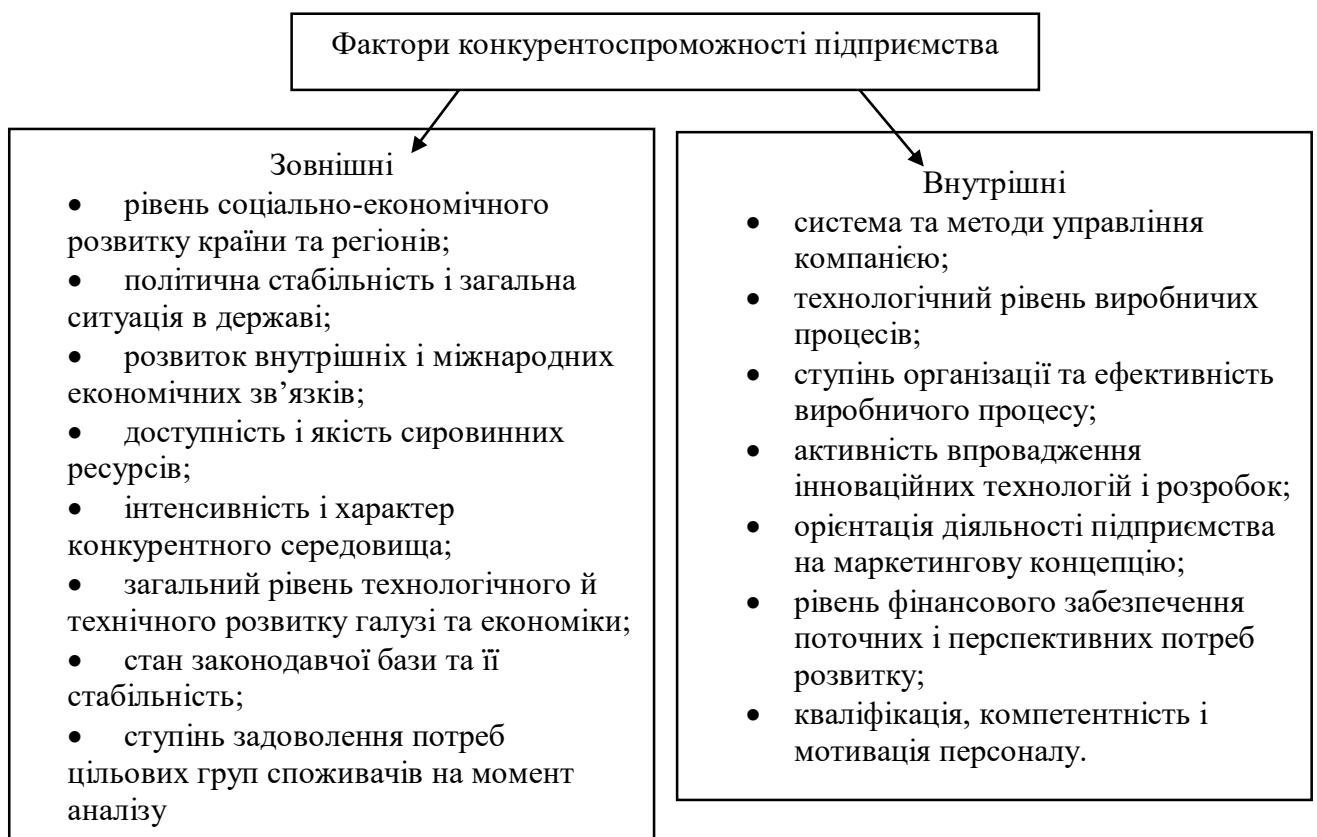 Фактори конкурентоспроможності підприємства
Зовнішні
• рівень соціально-економічного
розвитку країни та регіонів;
• політична стабільність і загальна
ситуація в державі;
• розвиток внутрішніх і міжнародних
економічних зв’язків;
• доступність і якість сировинних
ресурсів;
• інтенсивність і характер
конкурентного середовища;
• загальний рівень технологічного й
технічного розвитку галузі та економіки;
• стан законодавчої бази та її
стабільність;
• ступінь задоволення потреб
цільових груп споживачів на момент
аналізу
Внутрішні
• система та методи управління
компанією;
• технологічний рівень виробничих
процесів;
• ступінь організації та ефективність
виробничого процесу;
• активність впровадження
інноваційних технологій і розробок;
• орієнтація діяльності підприємства
на маркетингову концепцію;
• рівень фінансового забезпечення
поточних і перспективних потреб
розвитку;
• кваліфікація, компетентність і
мотивація персоналу.